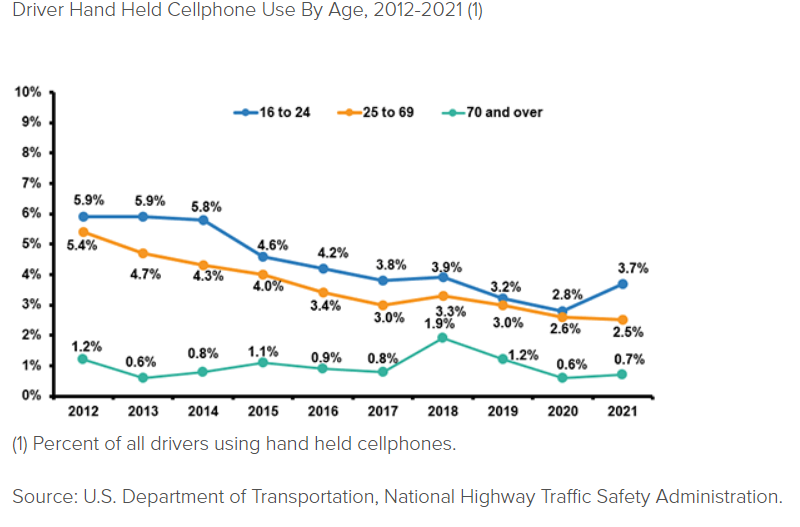 Driver Hand Held Cellphone Use By Age, 2012-2021 (1)
10%
16 to 24 25 to 69 70 and over
9%
8%
7%
5.9% 5.9% 5.8%
6%
5% 5.4% 4.6%
4.7% 4.3% 4.0% 4.2% 3.8% 3.9% 3.7%
4%
3.4% 3.0% 3.3% 3.2% 2.8%
3%
1.9% 3.0% 2.6% 2.5%
2%
1.2% 0.6% 0.8% 1.1% 0.9% 0.8% 1.2% 0.6% 0.7%
1%
0%
2012 2013 2014 2015 2016 2017 2018 2019 2020 2021
(1) Percent of all drivers using hand held cellphones.
Source: U.S. Department of Transportation, National Highway Traffic Safety Administration.